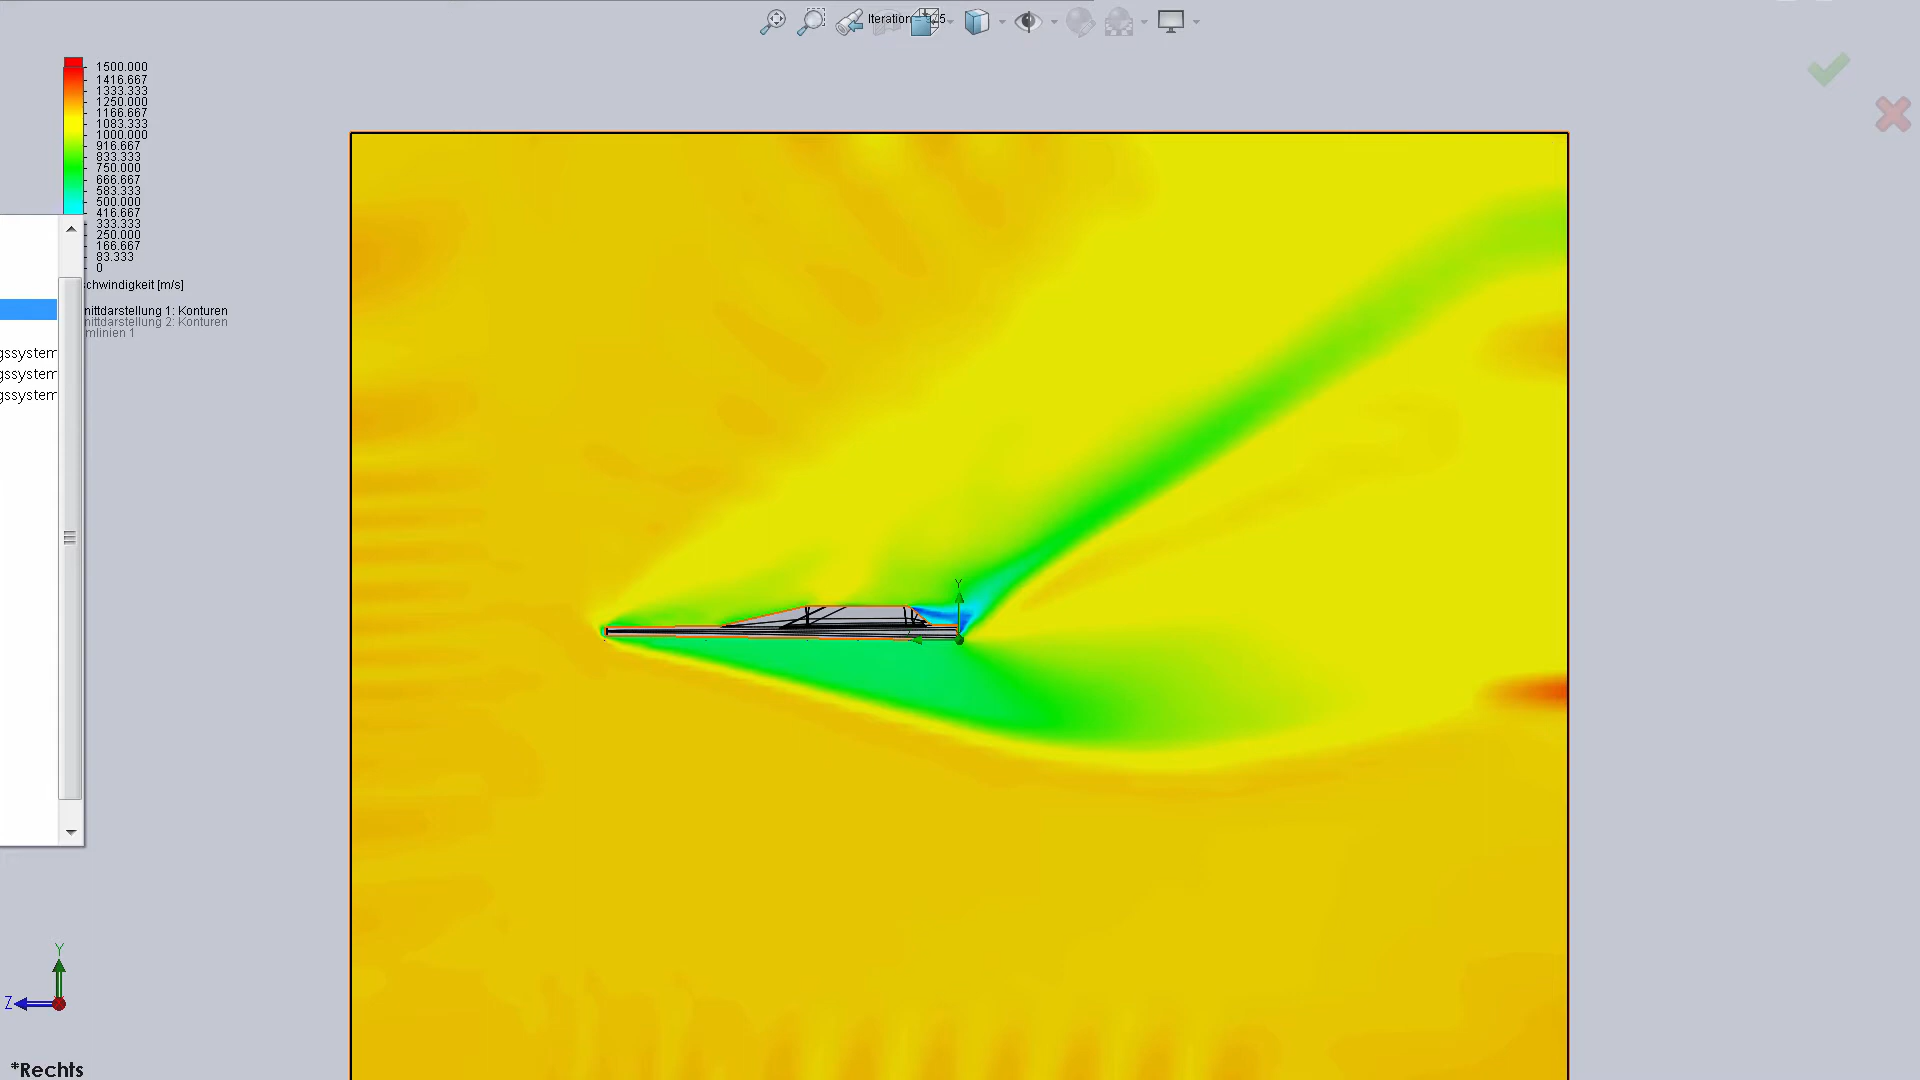 Iteration = 5
1500.000
1416.667
1333.333
1250.000
1166.667
1083.333
1000.000
916.667
833.333
750.000
666.667
583.333
500.000
416.667
333.333
250.000
166.667
83.333
0
schwindigkeit [m/s]
nittdarstellung 1: Konturen
nittdarstellung 2: Konturen
mlinien 1
gssystem
gssystem
gssystem
Y
Y
Z
*Rechts